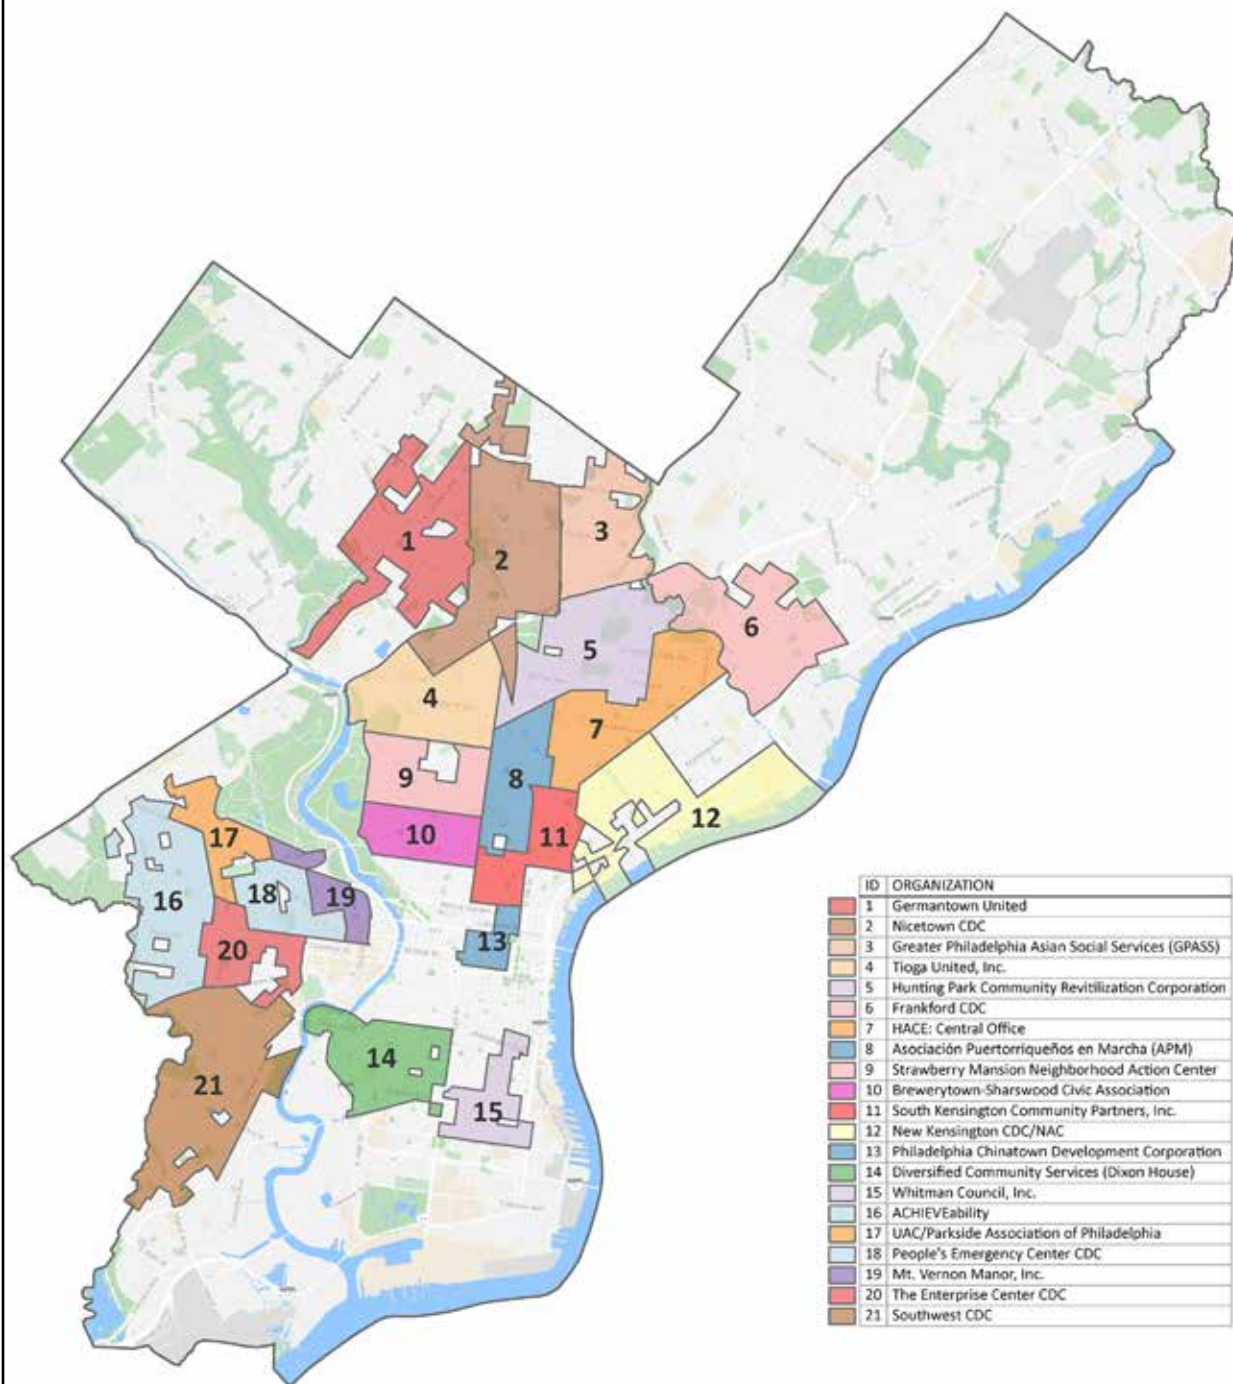 1
2
3
4
5
6
7
8
9
10
11
12
13
14
15
16
17
18
19
20
21
ID ORGANIZATION
1 Germantown United
2 Nicetown CDC
3 Greater Philadelphia Asian Social Services (GPASS)
4 Tioga United, Inc.
5 Hunting Park Community Revitilization Corporation
6 Frankford CDC
7 HACE: Central Office
8 Asociación Puertorriqueños en Marcha (APM)
9 Strawberry Mansion Neighborhood Action Center
10 Brewerytown-Sharswood Civic Association
11 South Kensington Community Partners, Inc.
12 New Kensington CDC/NAC
13 Philadelphia Chinatown Development Corporation
14 Diversified Community Services (Dixon House)
15 Whitman Council, Inc.
16 ACHIEVEability
17 UAC/Parkside Association of Philadelphia
18 People's Emergency Center CDC
19 Mt. Vernon Manor, Inc.
20 The Enterprise Center CDC
21 Southwest CDC